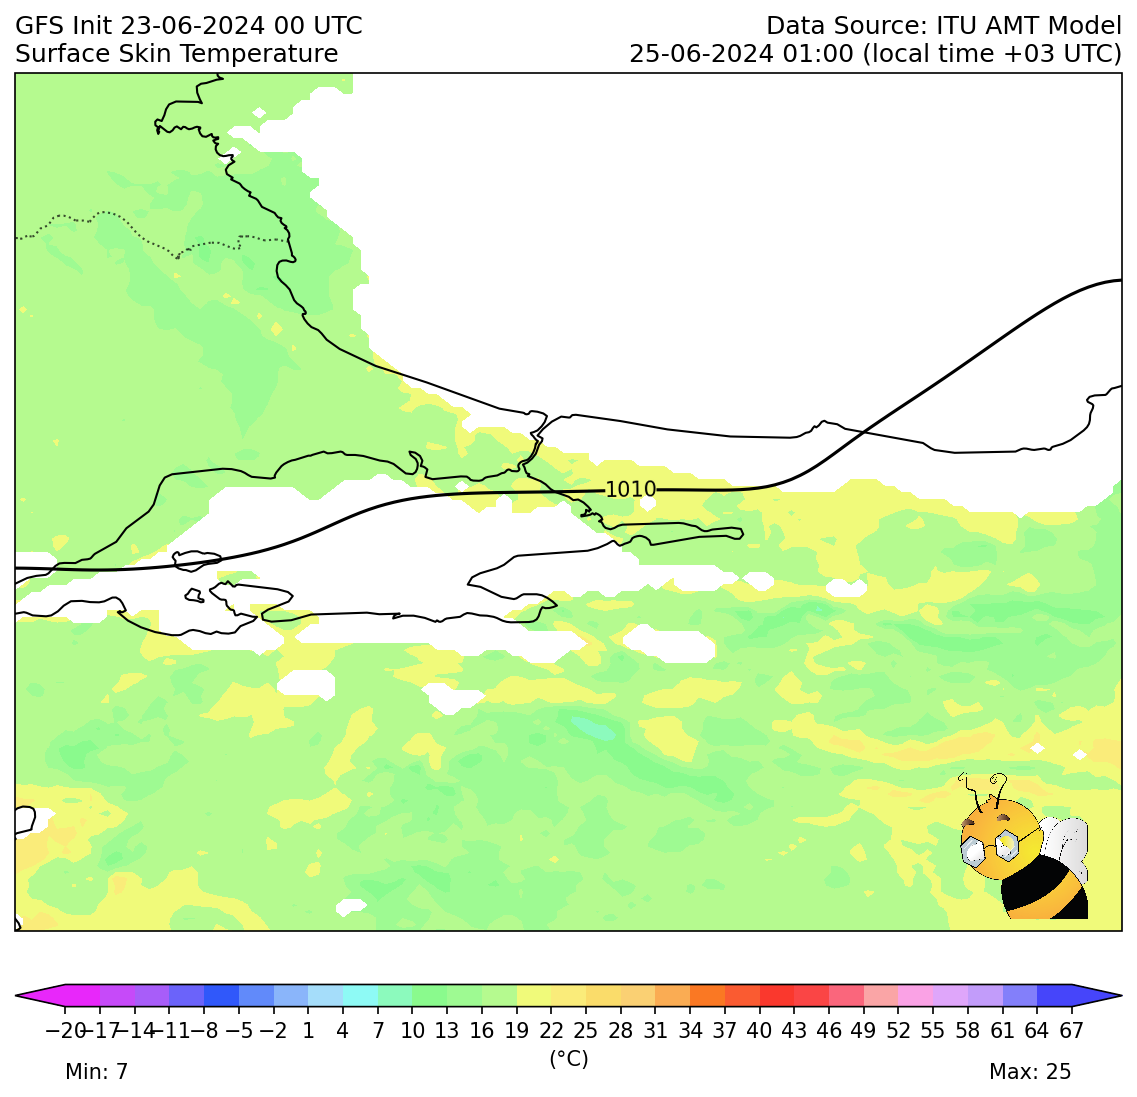 GFS Init 23-06-2024 00 UTC
Surface Skin Temperature
Data Source: ITU AMT Model
25-06-2024 01:00 (local time +03 UTC)
1010
−20 −17 −14 −11 −8 −5 −2 1 4 7 10 13 16 19 22 25 28 31 34 37 40 43 46 49 52 55 58 61 64 67
(°C)
Min: 7
Max: 25